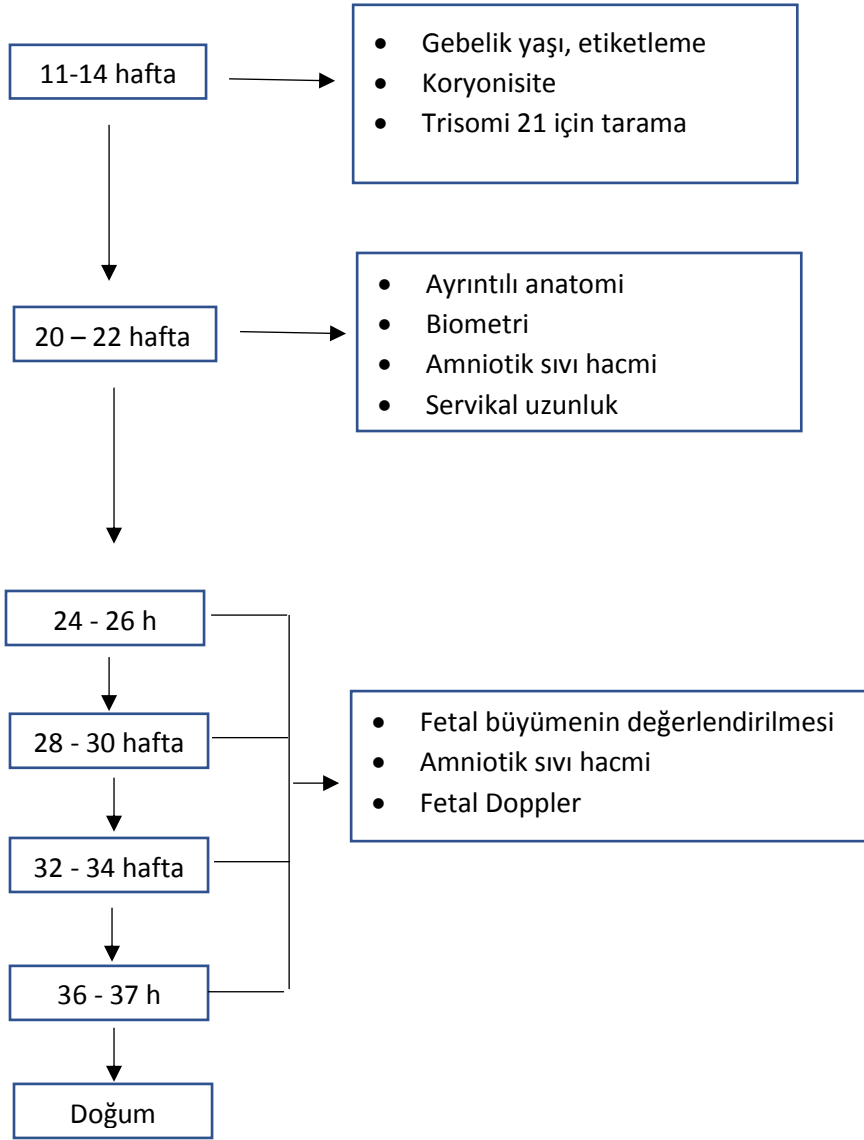 11-14 hafta
• Gebelik yaşı, etiketleme
• Koryonisite
• Trisomi 21 için tarama
20 – 22 hafta
• Ayrıntılı anatomi
• Biometri
• Amniotik sıvı hacmi
• Servikal uzunluk
24 - 26 h
28 - 30 hafta
32 - 34 hafta
36 - 37 h
• Fetal büyümenin değerlendirilmesi
• Amniotik sıvı hacmi
• Fetal Doppler
Doğum